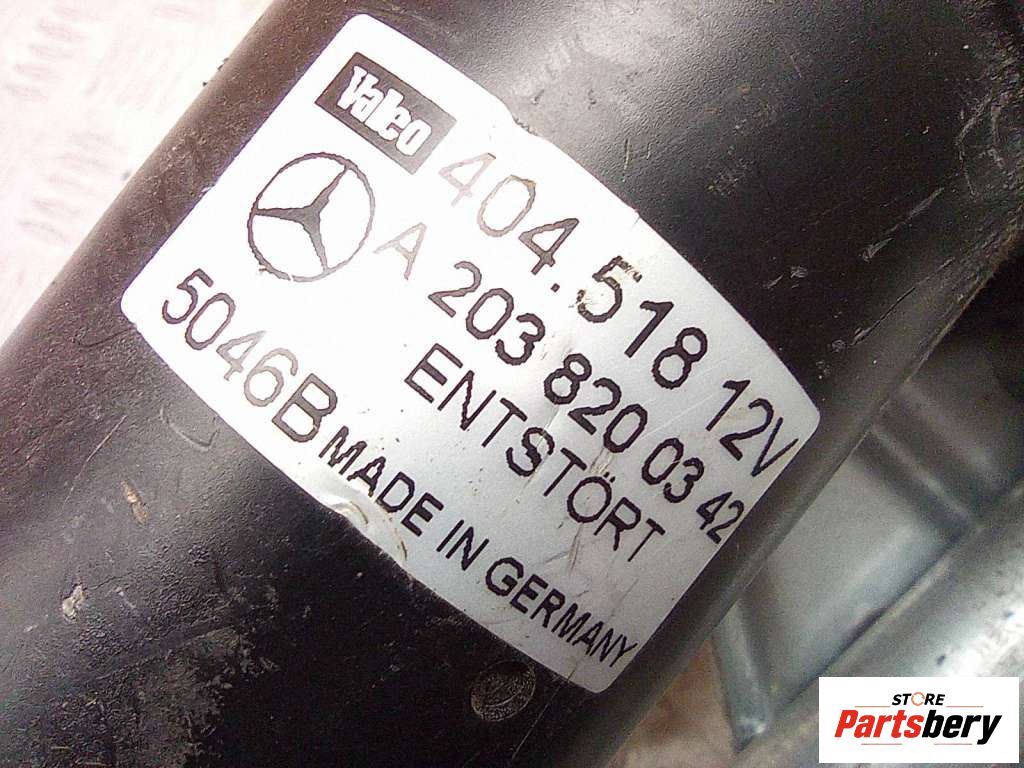 Valeo
404.518 12V
A 203 820 03 42
ENTSTÖRT
5046B MADE IN GERMANY
STORE
Partsbery